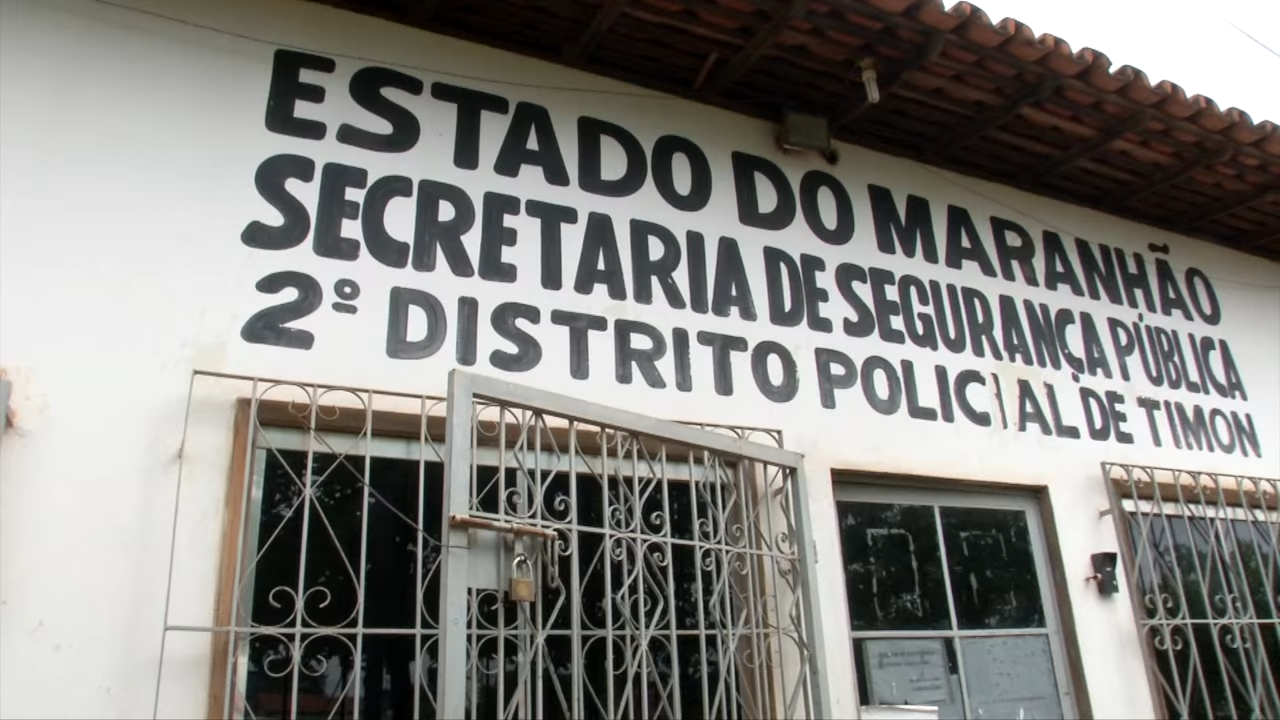 ESTADO DO MARANHÃO
SECRETARIA DE SEGURANÇA PÚBLICA
2º DISTRITO POLICIAL DE TIMON